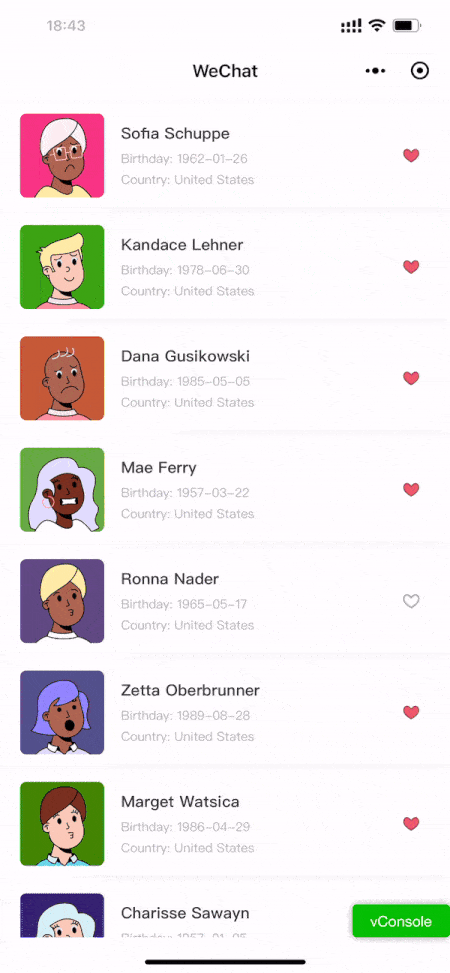 18:43
WeChat
Sofia Schuppe
Birthday: 1962-01-26
Country: United States
Kandace Lehner
Birthday: 1978-06-30
Country: United States
Dana Gusikowski
Birthday: 1985-05-05
Country: United States
Mae Ferry
Birthday: 1957-03-22
Country: United States
Ronna Nader
Birthday: 1965-05-17
Country: United States
Zetta Oberbrunner
Birthday: 1989-08-28
Country: United States
Marget Watsica
Birthday: 1986-04-29
Country: United States
Charisse Sawayn
vConsole